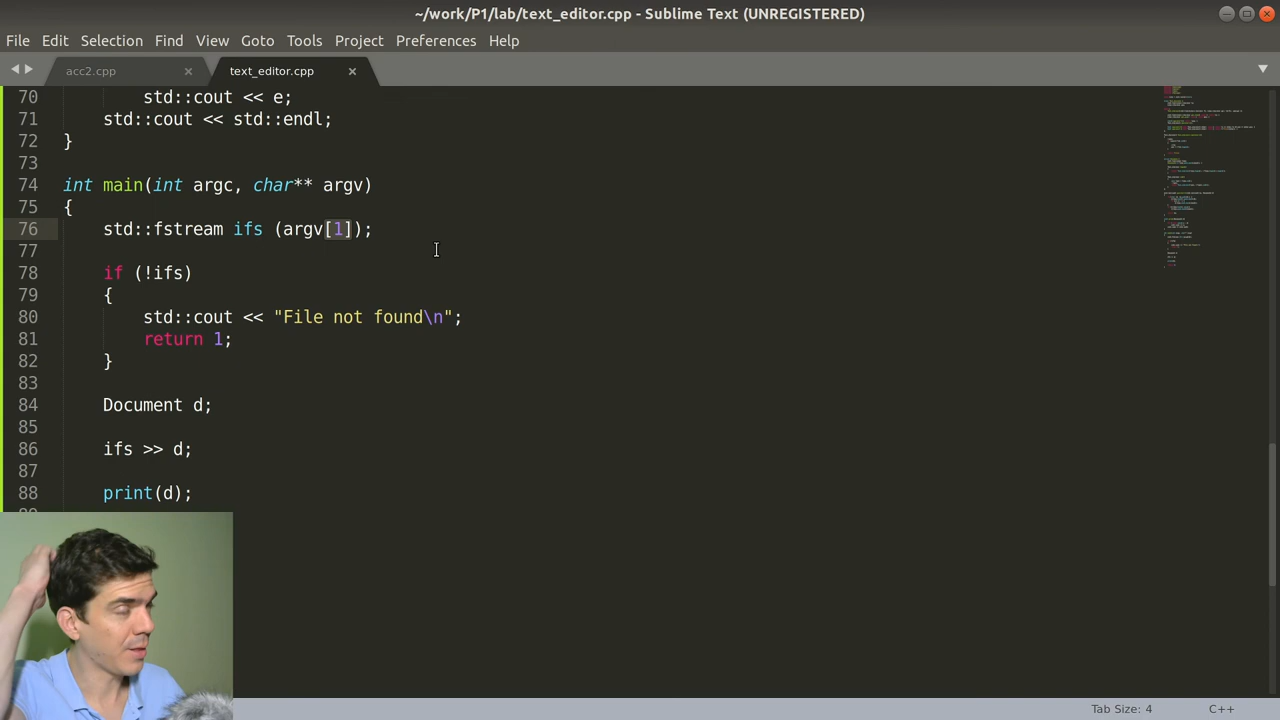 ~/work/P1/lab/text_editor.cpp - Sublime Text (UNREGISTERED)
File Edit Selection Find View Goto Tools Project Preferences Help
acc2.cpp text_editor.cpp
70 std::cout << e;
71 std::cout << std::endl;
72 }
73
74 int main(int argc, char** argv)
75 {
76 std::fstream ifs (argv[1]);
77
78 if (!ifs)
79 {
80 std::cout << "File not found\n";
81 return 1;
82 }
83
84 Document d;
85
86 ifs >> d;
87
88 print(d);
Tab Size: 4 C++